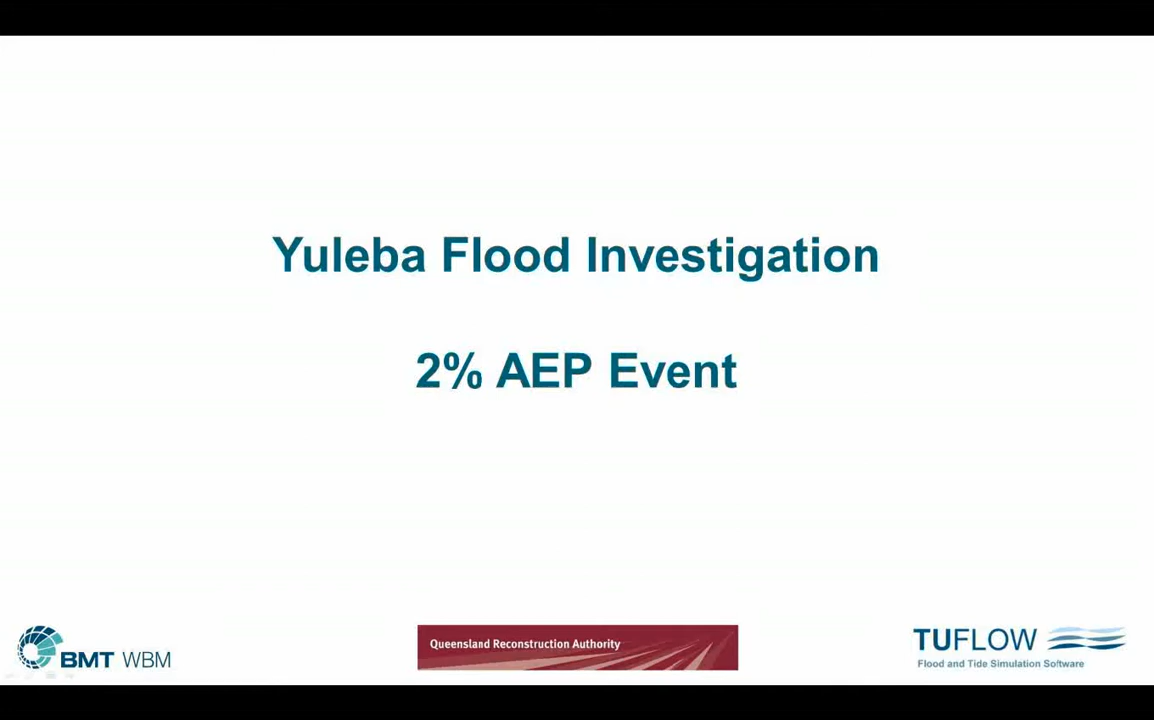 Yuleba Flood Investigation
2% AEP Event
BMT WBM
Queensland Reconstruction Authority
TUFLOW
Flood and Tide Simulation Software